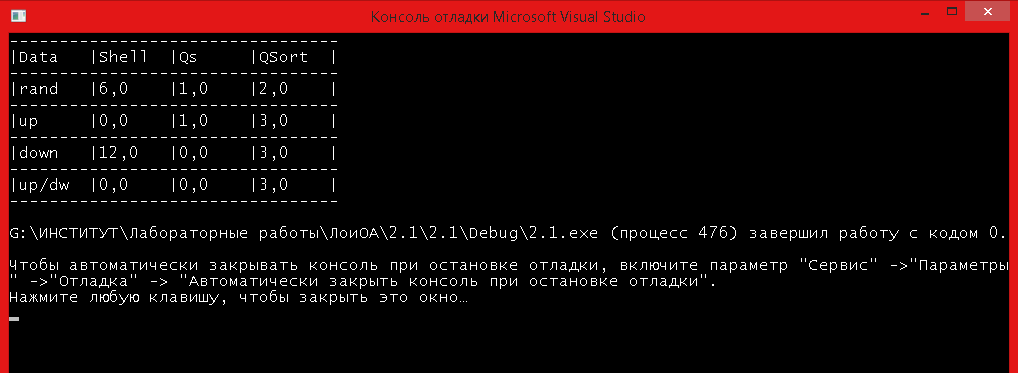 Консоль отладки Microsoft Visual Studio
---------------------------------
|Data   |Shell  |Qs     |QSort  |
---------------------------------
|rand   |6,0    |1,0    |2,0    |
---------------------------------
|up     |0,0    |1,0    |3,0    |
---------------------------------
|down   |12,0   |0,0    |3,0    |
---------------------------------
|up/dw  |0,0    |0,0    |3,0    |
---------------------------------
G:\ИНСТИТУТ\Лабораторные работы\ЛоиОА\2.1\2.1\Debug\2.1.exe (процесс 476) завершил работу с кодом 0.
Чтобы автоматически закрывать консоль при остановке отладки, включите параметр "Сервис" ->"Параметры
" ->"Отладка" -> "Автоматически закрыть консоль при остановке отладки".
Нажмите любую клавишу, чтобы закрыть это окно…